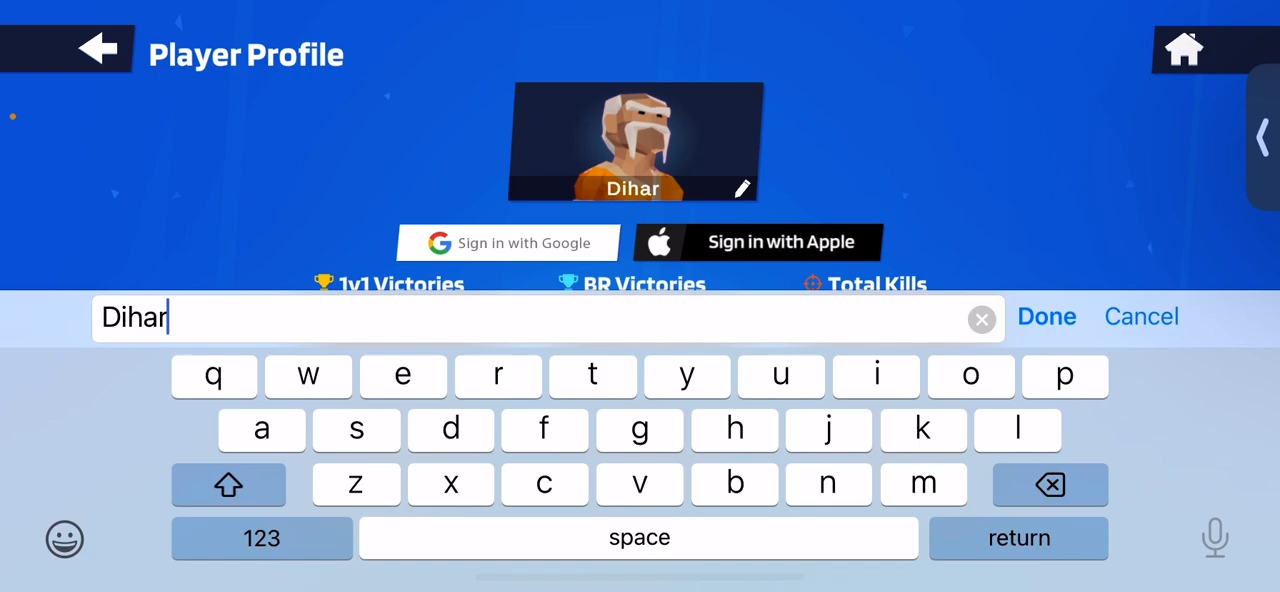 Player Profile
Dihar
Sign in with Google
Sign in with Apple
1v1 Victories
BR Victories
Total Kills
Dihar
Done
Cancel
q w e r t y u i o p
a s d f g h j k l
z x c v b n m
123
space
return